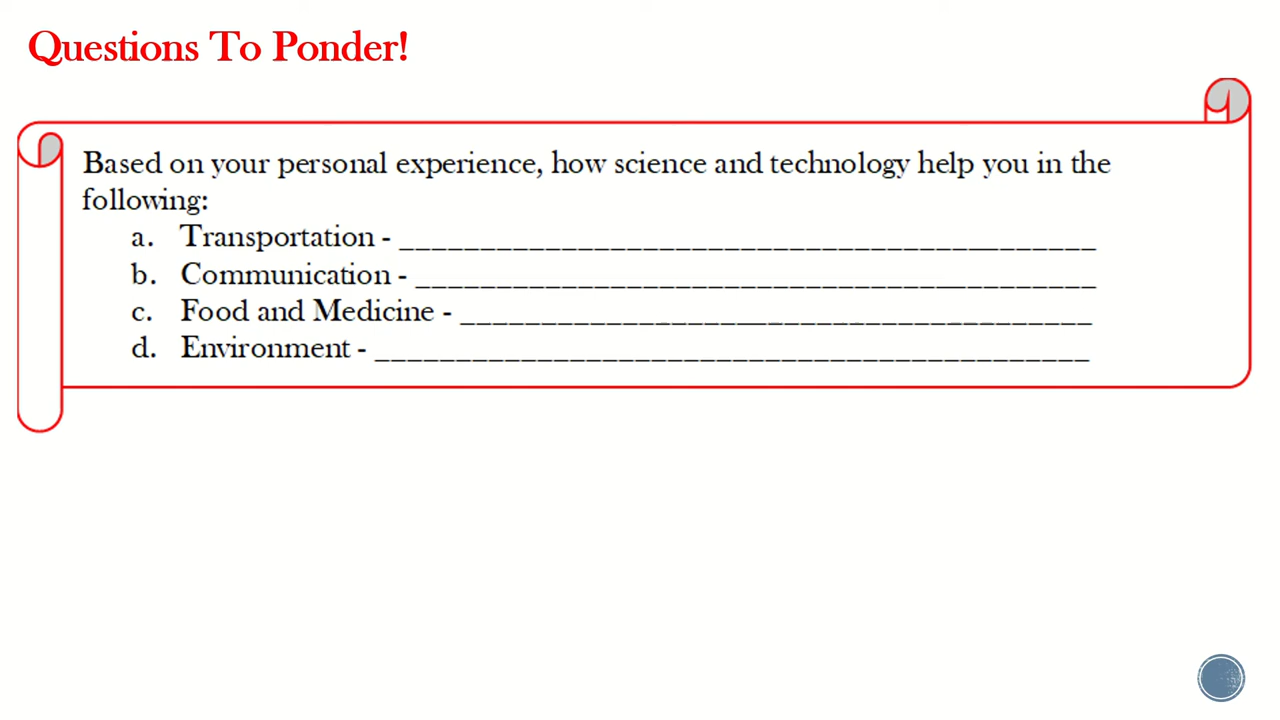 Questions To Ponder!
Based on your personal experience, how science and technology help you in the
following:
a. Transportation - ___________________________________________
b. Communication - __________________________________________
c. Food and Medicine - _______________________________________
d. Environment - ____________________________________________